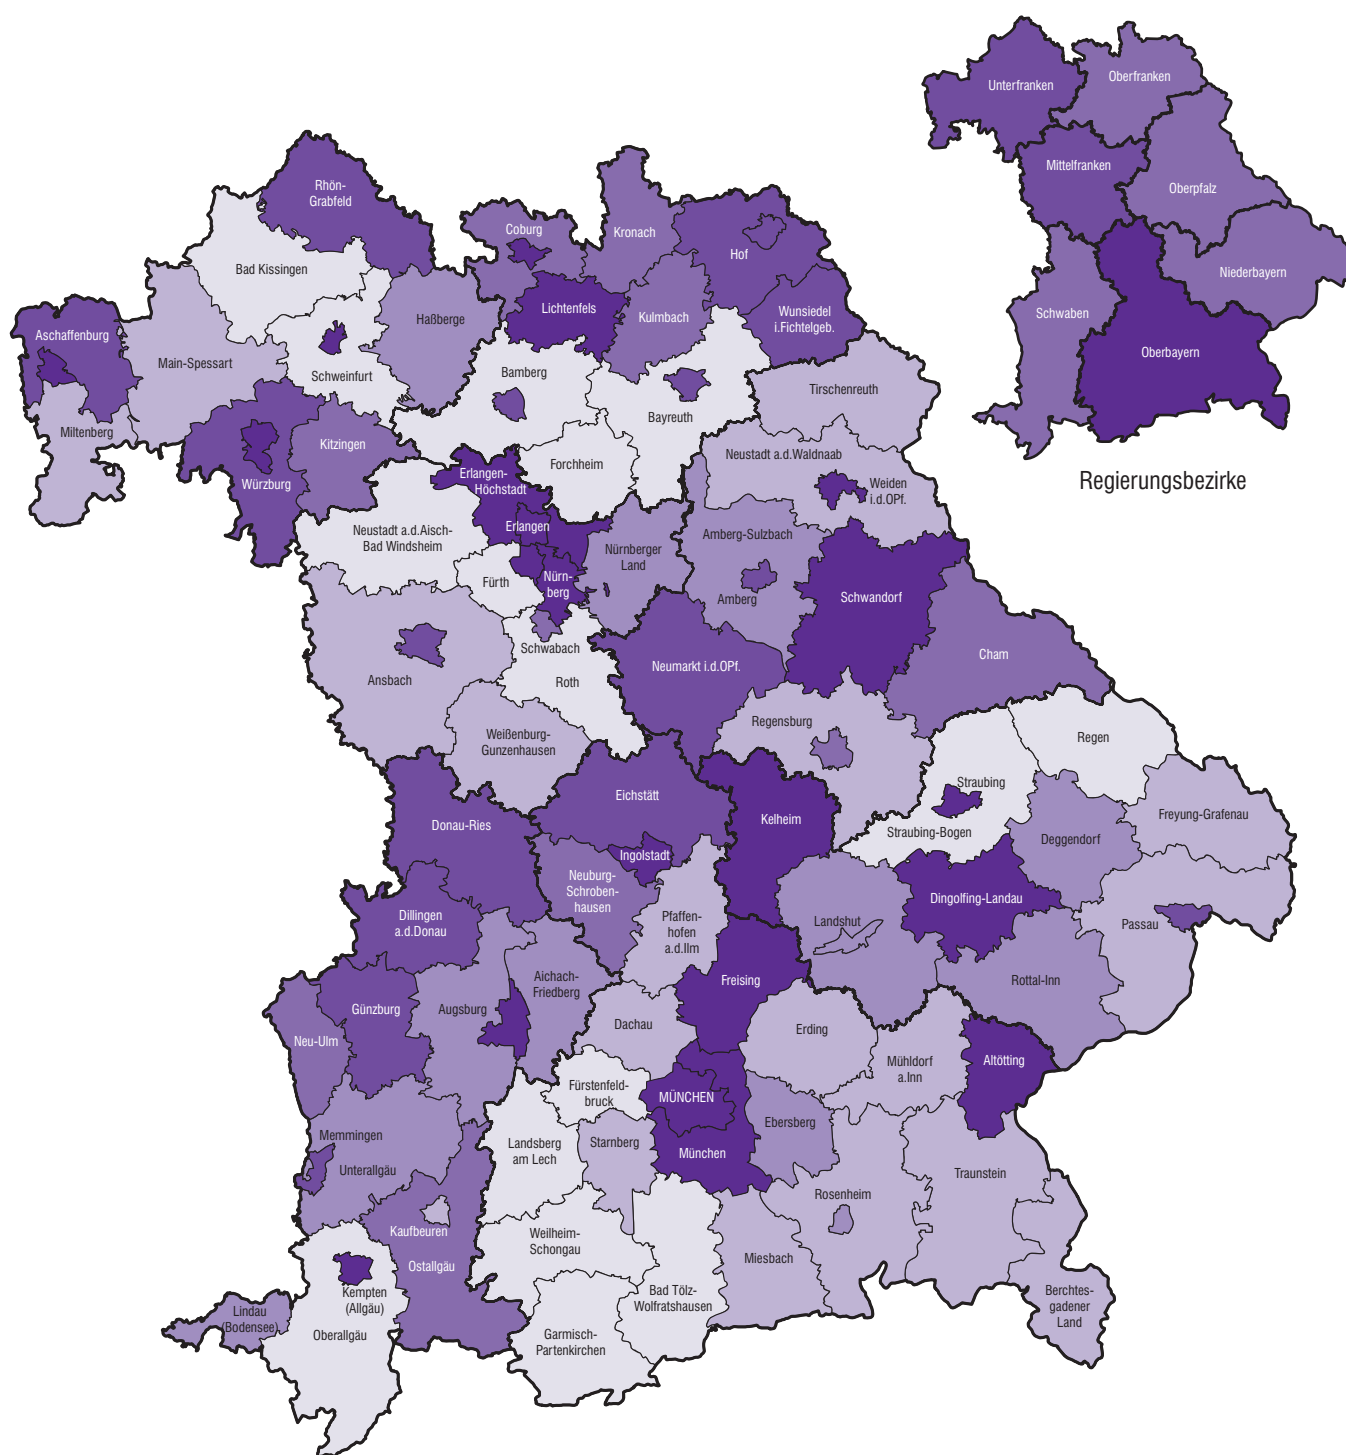 Unterfranken
Oberfranken
Mittelfranken
Oberpfalz
Niederbayern
Schwaben
Oberbayern
Regierungsbezirke
Rhön-
Grabfeld
Coburg
Kronach
Hof
Bad Kissingen
Lichtenfels
Kulmbach
Wunsiedel
i.Fichtelgeb.
Haßberge
Aschaffenburg
Main-Spessart
Schweinfurt
Bamberg
Bayreuth
Tirschenreuth
Miltenberg
Kitzingen
Würzburg
Forchheim
Erlangen-
Höchstadt
Neustadt a.d.Waldnaab
Weiden
i.d.OPf.
Neustadt a.d.Aisch-
Bad Windsheim
Erlangen
Fürth
Nürn-
berg
Nürnberger
Land
Amberg-Sulzbach
Amberg
Schwandorf
Ansbach
Schwabach
Roth
Neumarkt i.d.OPf.
Cham
Weißenburg-
Gunzenhausen
Regensburg
Regen
Eichstätt
Straubing
Straubing-Bogen
Freyung-Grafenau
Donau-Ries
Kelheim
Deggendorf
Ingolstadt
Neuburg-
Schroben-
hausen
Dingolfing-Landau
Dillingen
a.d.Donau
Pfaffen-
hofen
a.d.Ilm
Landshut
Passau
Aichach-
Friedberg
Freising
Rottal-Inn
Günzburg
Augsburg
Neu-Ulm
Dachau
Erding
Mühldorf
a.Inn
Altötting
Fürstenfeld-
bruck
MÜNCHEN
Ebersberg
Memmingen
Unterallgäu
Landsberg
am Lech
Starnberg
München
Traunstein
Rosenheim
Kaufbeuren
Ostallgäu
Weilheim-
Schongau
Miesbach
Kempten
(Allgäu)
Oberallgäu
Lindau
(Bodensee)
Bad Tölz-
Wolfratshausen
Garmisch-
Partenkirchen
Berchtes-
gadener
Land